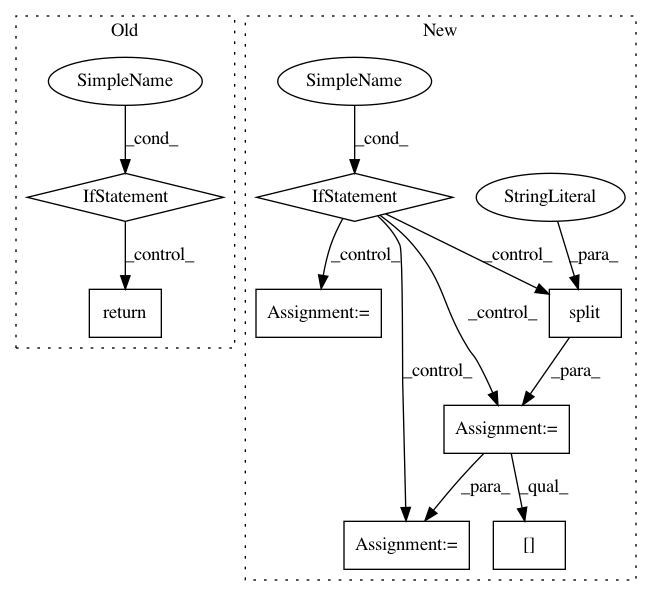 Old
New
SimpleName
SimpleName
_cond_
_cond_
IfStatement
IfStatement
StringLiteral
_control_
_control_
_control_
_para_
return
Assignment:=
split
_control_
_control_
_para_
Assignment:=
_para_
_qual_
Assignment:=
[]